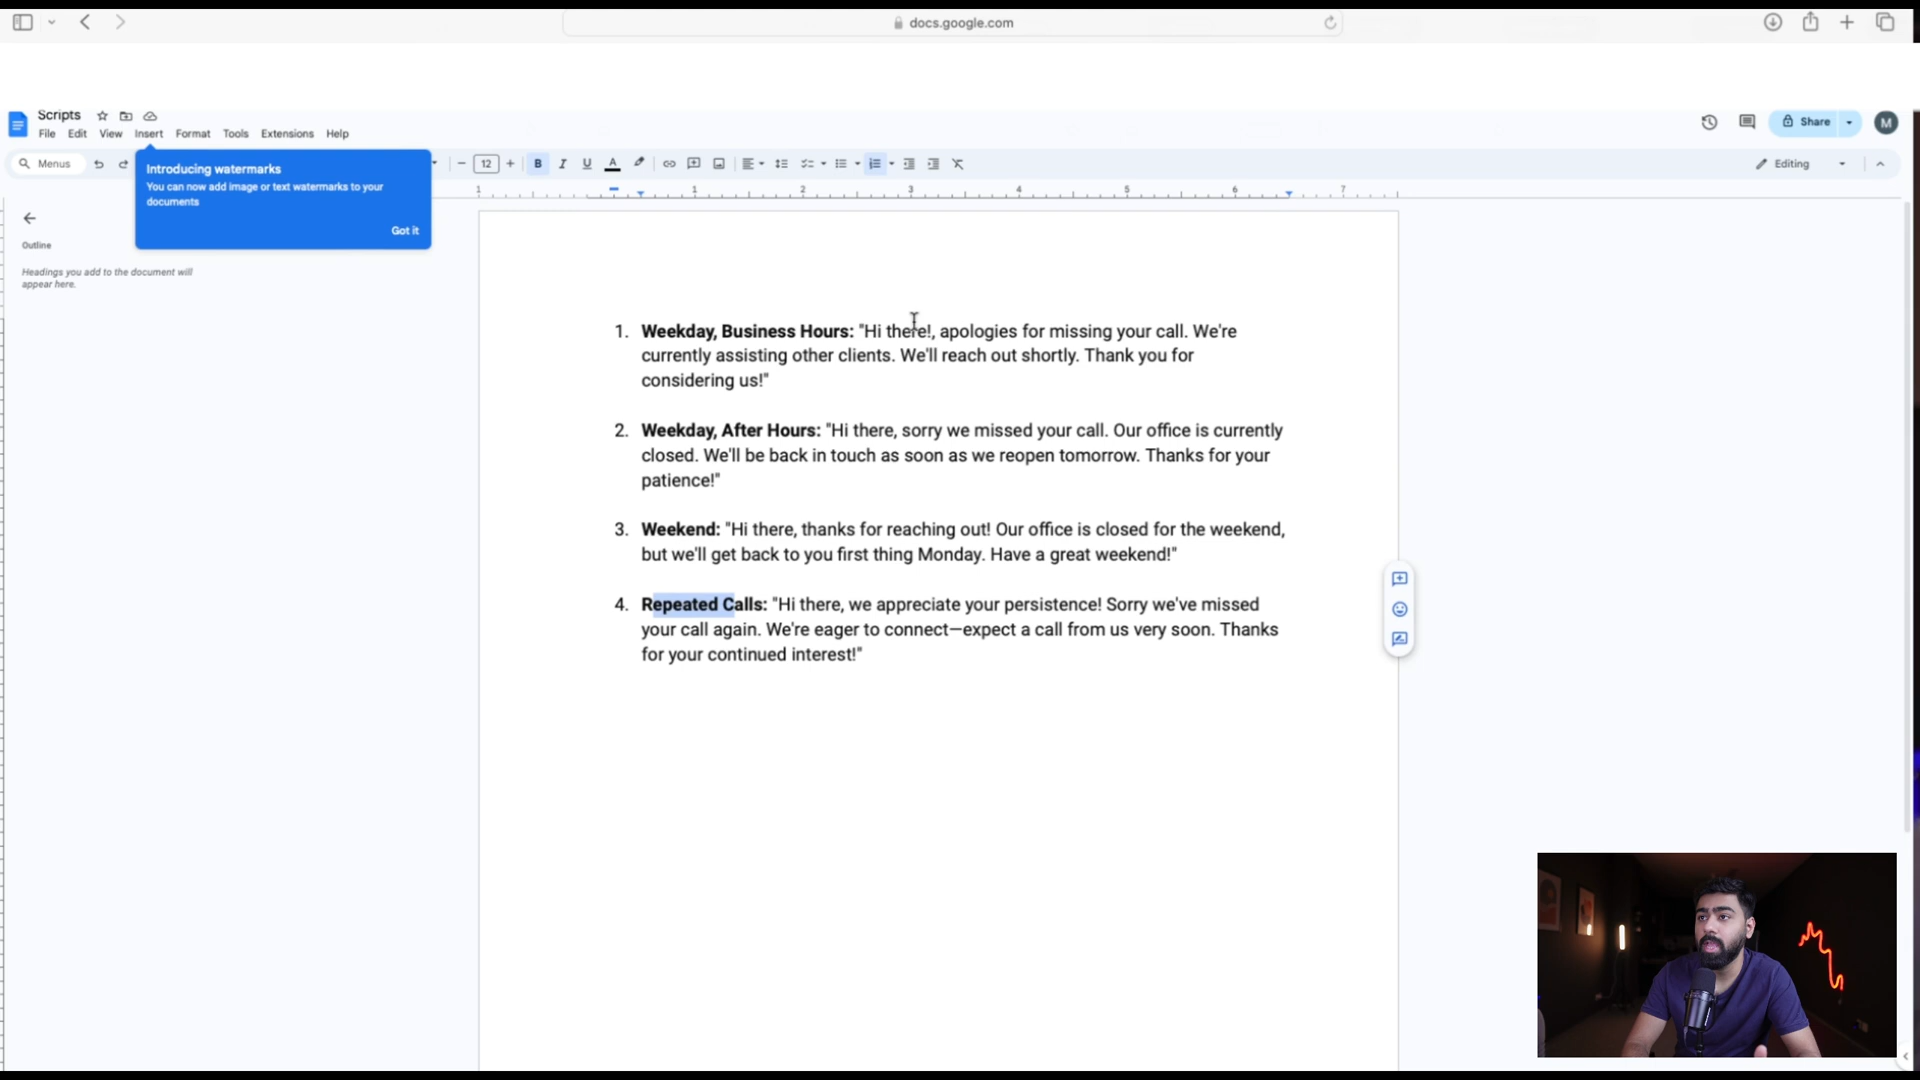 docs.google.com
Scripts
File Edit View Insert Format Tools Extensions Help
Share
M
Menus
12
B I U A
Editing
1 1 2 3 4 5 6 7
Introducing watermarks
You can now add image or text watermarks to your
documents
Got it
Outline
Headings you add to the document will
appear here.
1. Weekday, Business Hours: "Hi there!, apologies for missing your call. We're
currently assisting other clients. We'll reach out shortly. Thank you for
considering us!"
2. Weekday, After Hours: "Hi there, sorry we missed your call. Our office is currently
closed. We'll be back in touch as soon as we reopen tomorrow. Thanks for your
patience!"
3. Weekend: "Hi there, thanks for reaching out! Our office is closed for the weekend,
but we'll get back to you first thing Monday. Have a great weekend!"
4. Repeated Calls: "Hi there, we appreciate your persistence! Sorry we've missed
your call again. We're eager to connect—expect a call from us very soon. Thanks
for your continued interest!"